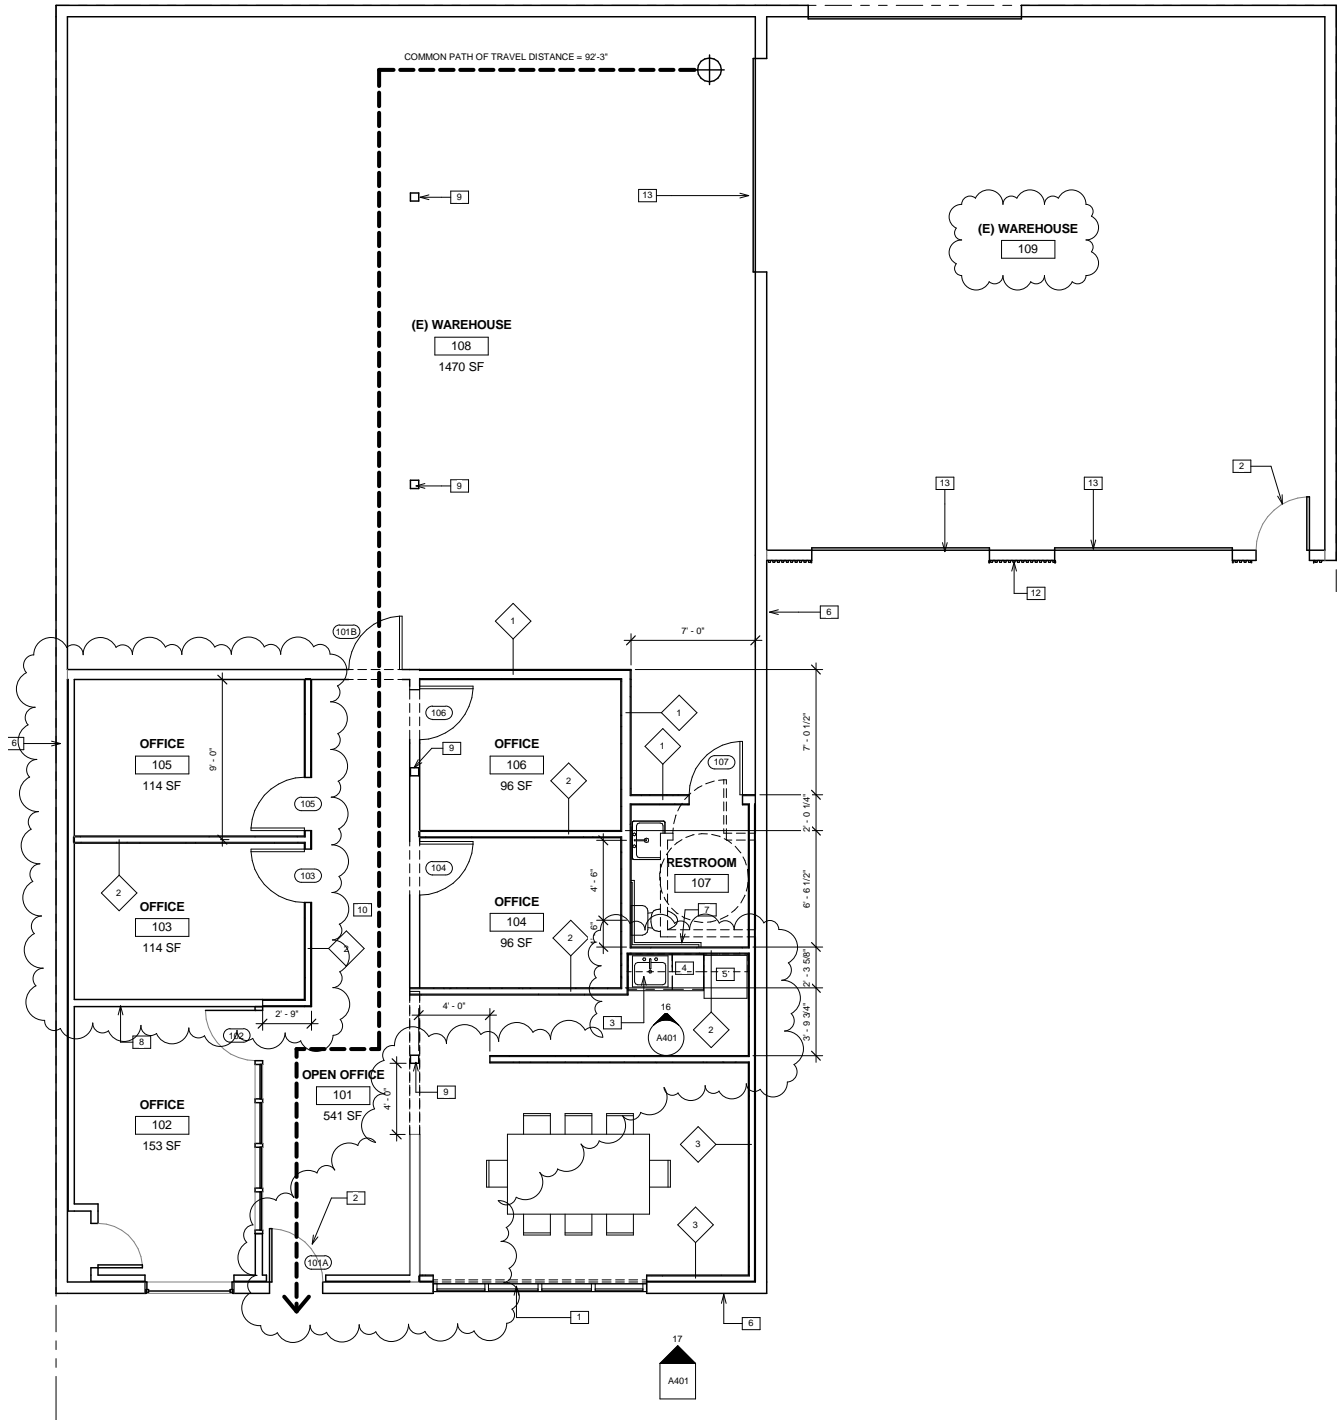 COMMON PATH OF TRAVEL DISTANCE = 92'-3"
9
13
(E) WAREHOUSE
109
(E) WAREHOUSE
108
1470 SF
9
13
13
2
12
6
1
7' - 0"
101B
6
OFFICE
105
114 SF
9' - 0"
105
106
9
OFFICE
106
96 SF
2
1
1
107
7' - 0 1/2"
2' - 0 1/4"
2
103
OFFICE
103
114 SF
2
10
104
OFFICE
104
96 SF
2
4' - 6"
RESTROOM
107
7
6' - 6 1/2"
4
5
2' - 3 5/8"
8
102
2' - 9"
4' - 0"
3
16
A401
2
3' - 9 3/4"
OPEN OFFICE
101
541 SF
4' - 0"
9
OFFICE
102
153 SF
3
2
3
101A
1
6
17
A401